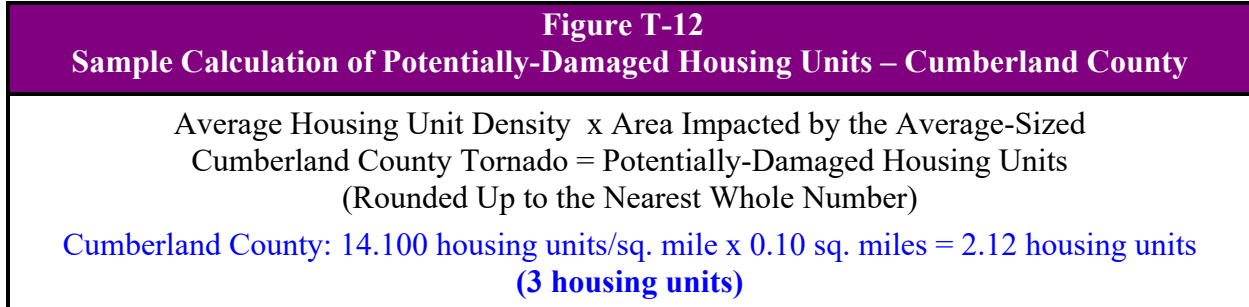 Figure T-12
Sample Calculation of Potentially-Damaged Housing Units – Cumberland County
Average Housing Unit Density x Area Impacted by the Average-Sized
Cumberland County Tornado = Potentially-Damaged Housing Units
(Rounded Up to the Nearest Whole Number)
Cumberland County: 14.100 housing units/sq. mile x 0.10 sq. miles = 2.12 housing units
(3 housing units)